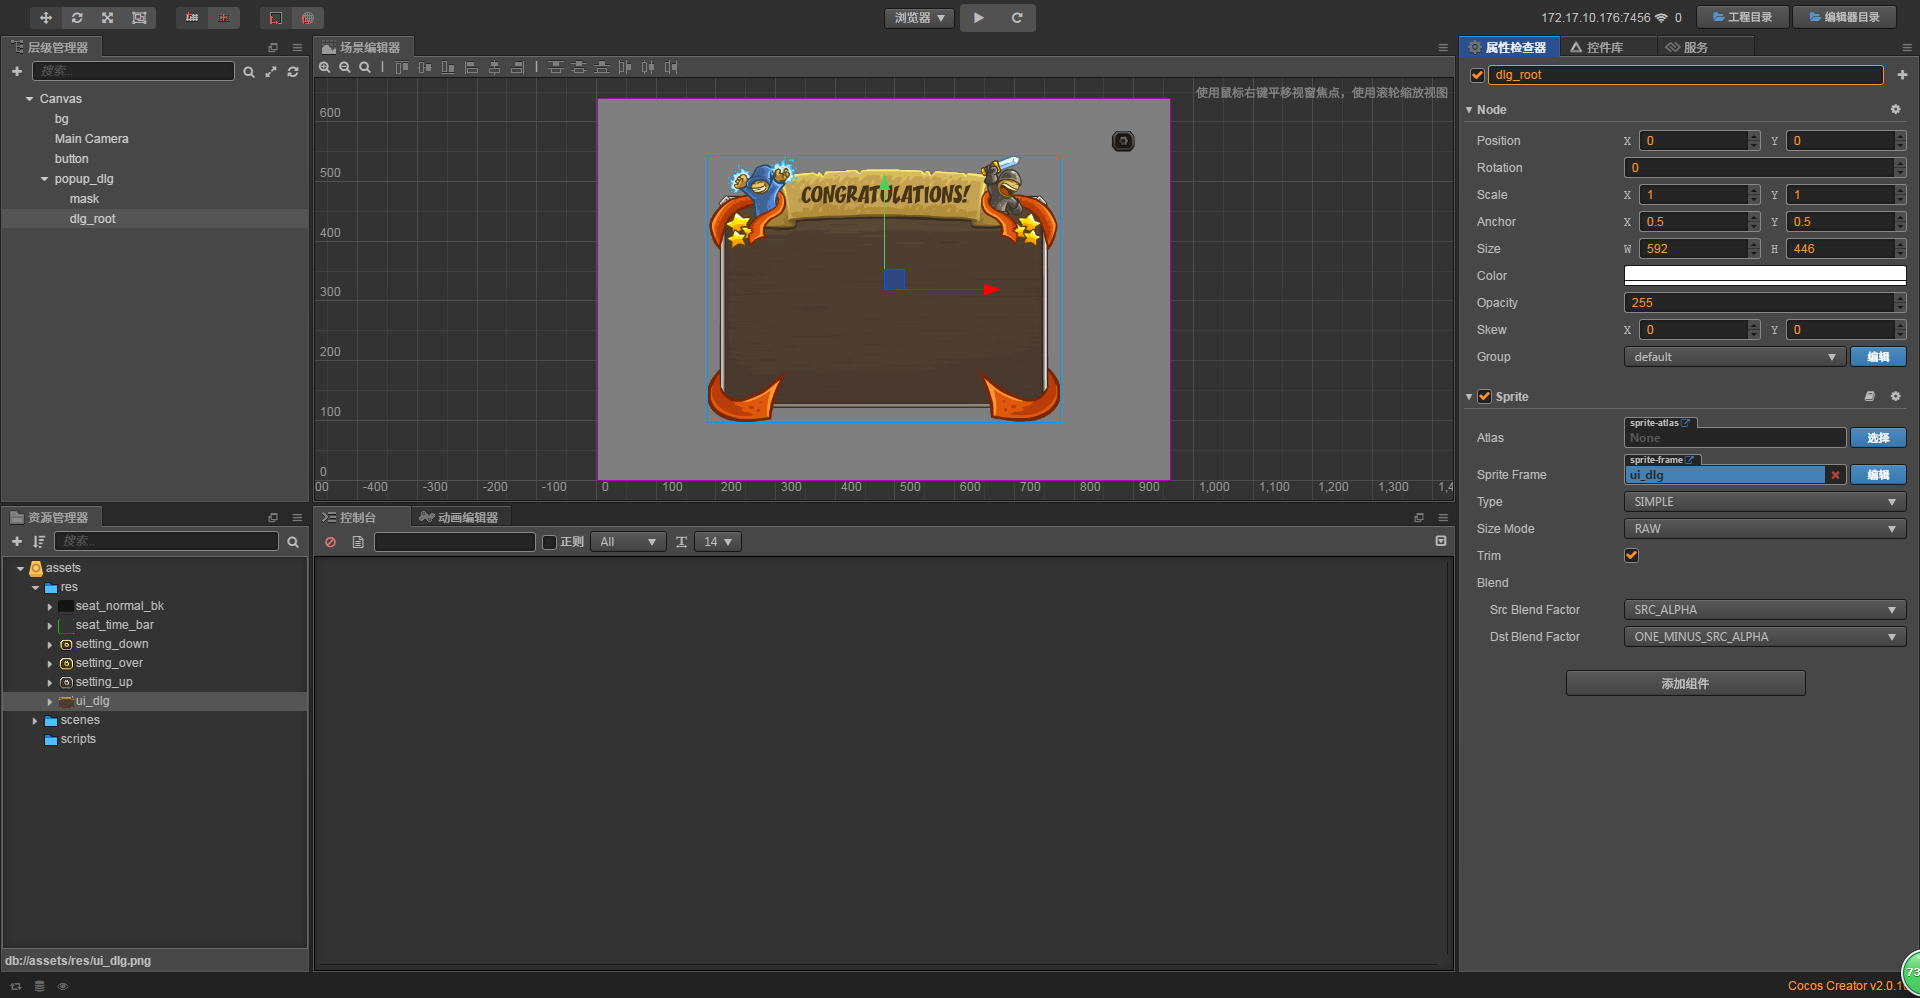 浏览器
172.17.10.176:7456 0
工程目录
编辑器目录
层级管理器
搜索...
Canvas
bg
Main Camera
button
popup_dlg
mask
dlg_root
场景编辑器
使用鼠标右键平移视窗焦点，使用滚轮缩放视图
600
500
400
300
200
100
0
00 -400 -300 -200 -100 0 100 200 300 400 500 600 700 800 900 1,000 1,100 1,200 1,300 1,4
CONGRATULATIONS!
资源管理器
搜索...
assets
res
seat_normal_bk
seat_time_bar
setting_down
setting_over
setting_up
ui_dlg
scenes
scripts
db://assets/res/ui_dlg.png
控制台
动画编辑器
正则
All
14
属性检查器
控件库
服务
dlg_root
Node
Position X 0 Y 0
Rotation 0
Scale X 1 Y 1
Anchor X 0.5 Y 0.5
Size W 592 H 446
Color
Opacity 255
Skew X 0 Y 0
Group default 编辑
Sprite
sprite-atlas
Atlas None 选择
sprite-frame
Sprite Frame ui_dlg 编辑
Type SIMPLE
Size Mode RAW
Trim
Blend
Src Blend Factor SRC_ALPHA
Dst Blend Factor ONE_MINUS_SRC_ALPHA
添加组件
73
Cocos Creator v2.0.1